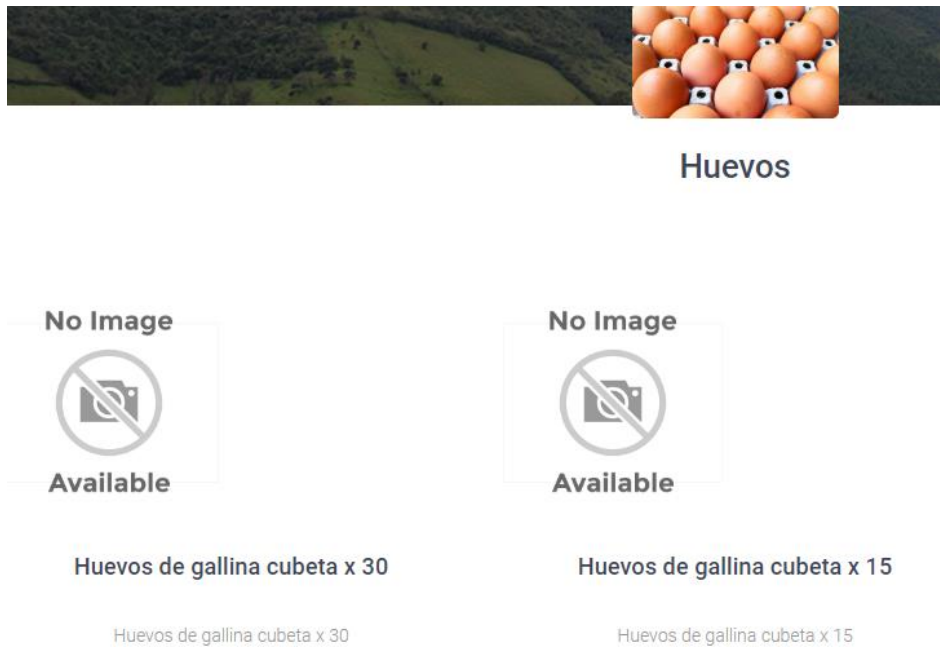 Huevos
No Image
Available
Huevos de gallina cubeta x 30
Huevos de gallina cubeta x 30
No Image
Available
Huevos de gallina cubeta x 15
Huevos de gallina cubeta x 15